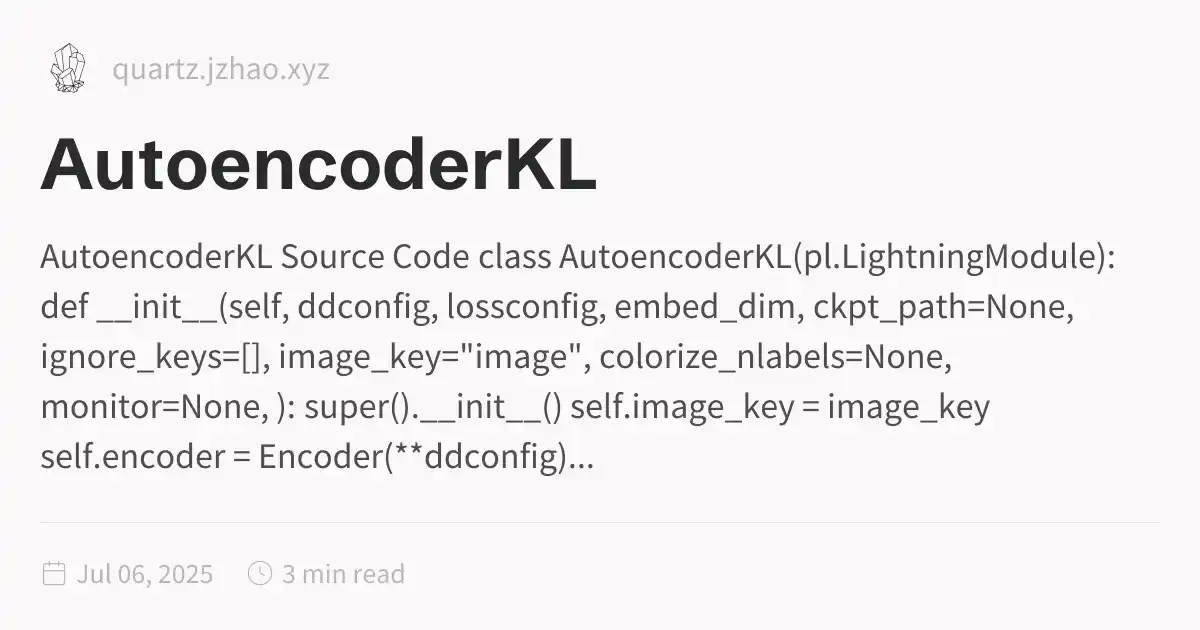 quartz.jzhao.xyz
AutoencoderKL
AutoencoderKL Source Code class AutoencoderKL(pl.LightningModule):
def __init__(self, ddconfig, lossconfig, embed_dim, ckpt_path=None,
ignore_keys=[], image_key="image", colorize_nlabels=None,
monitor=None, ): super().__init__() self.image_key = image_key
self.encoder = Encoder(**ddconfig)...
Jul 06, 2025 3 min read